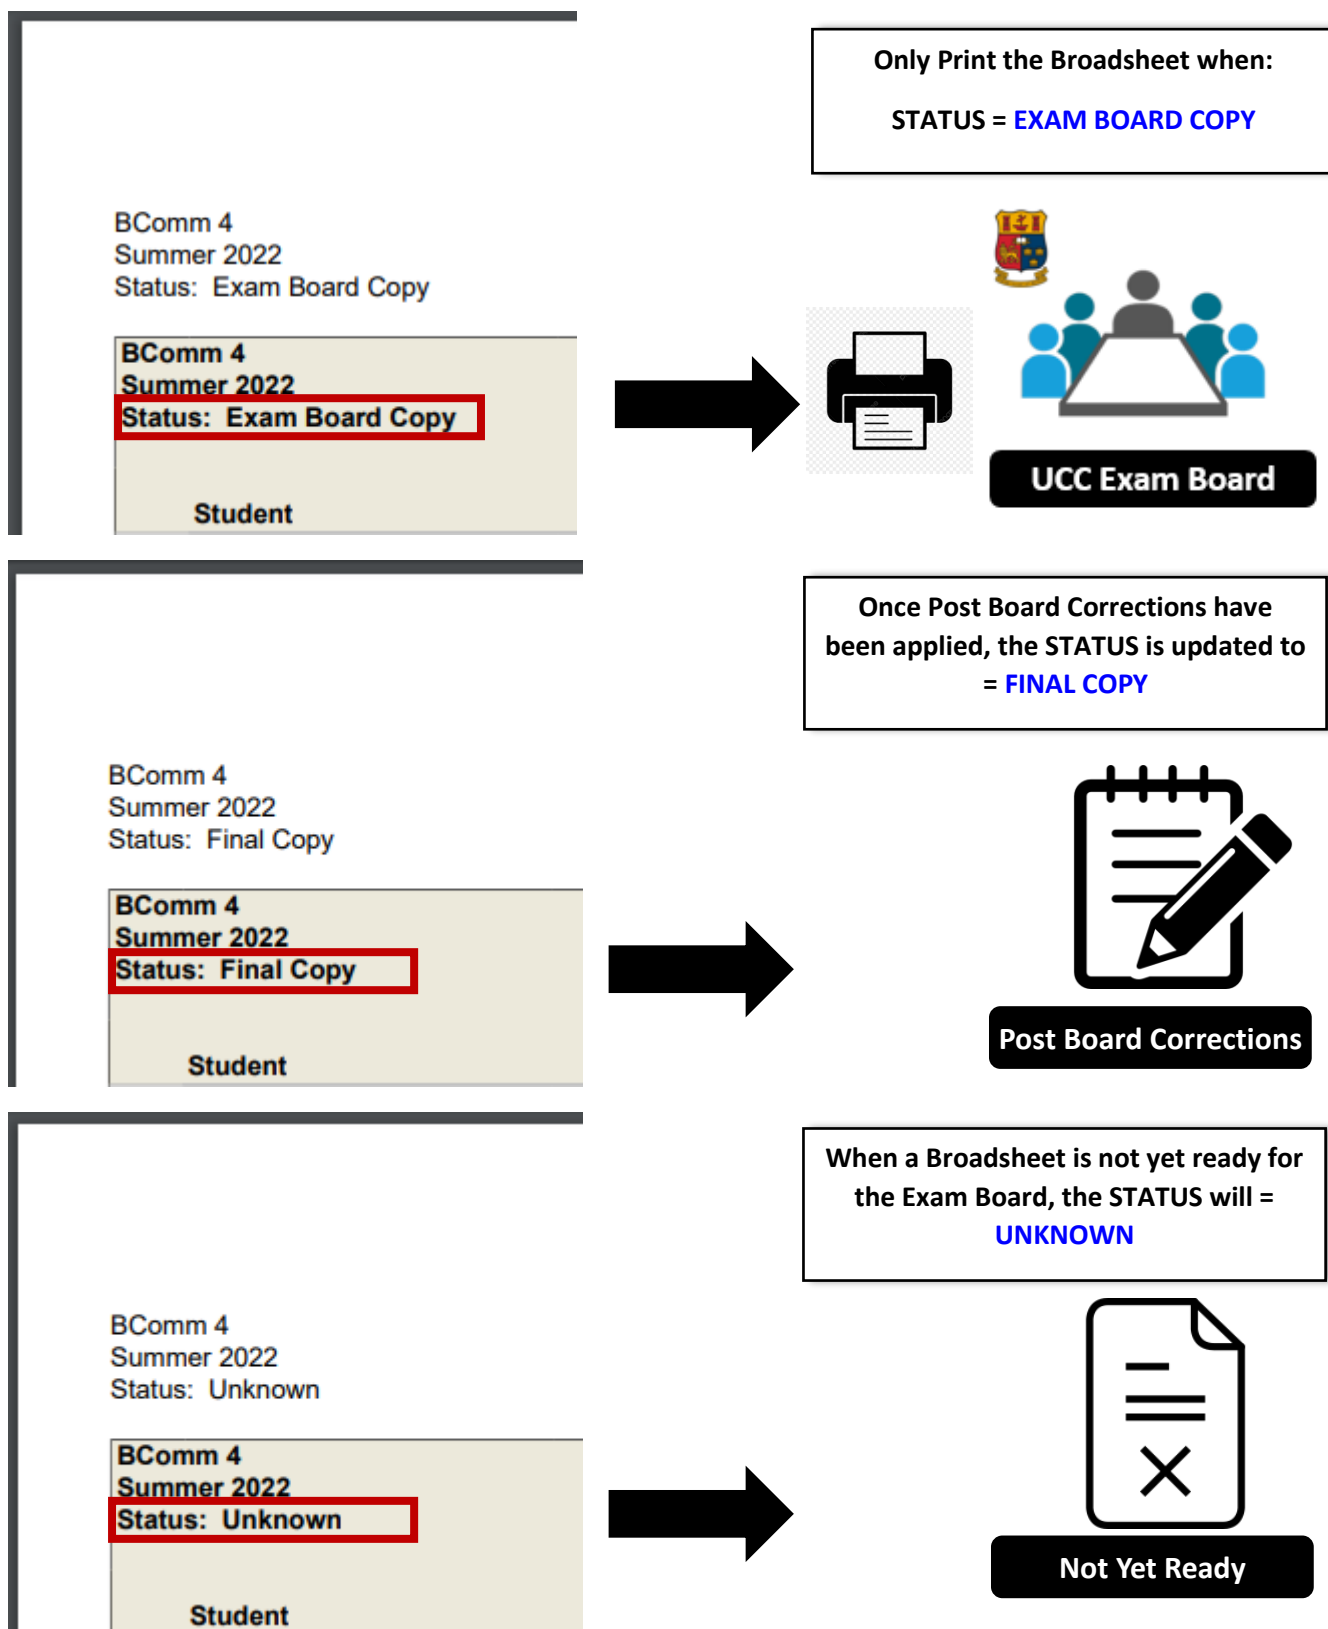 Only Print the Broadsheet when:
STATUS = EXAM BOARD COPY
BComm 4
Summer 2022
Status: Exam Board Copy
BComm 4
Summer 2022
Status: Exam Board Copy
Student
UCC Exam Board
Once Post Board Corrections have
been applied, the STATUS is updated to
= FINAL COPY
BComm 4
Summer 2022
Status: Final Copy
BComm 4
Summer 2022
Status: Final Copy
Student
Post Board Corrections
When a Broadsheet is not yet ready for
the Exam Board, the STATUS will =
UNKNOWN
BComm 4
Summer 2022
Status: Unknown
BComm 4
Summer 2022
Status: Unknown
Student
Not Yet Ready